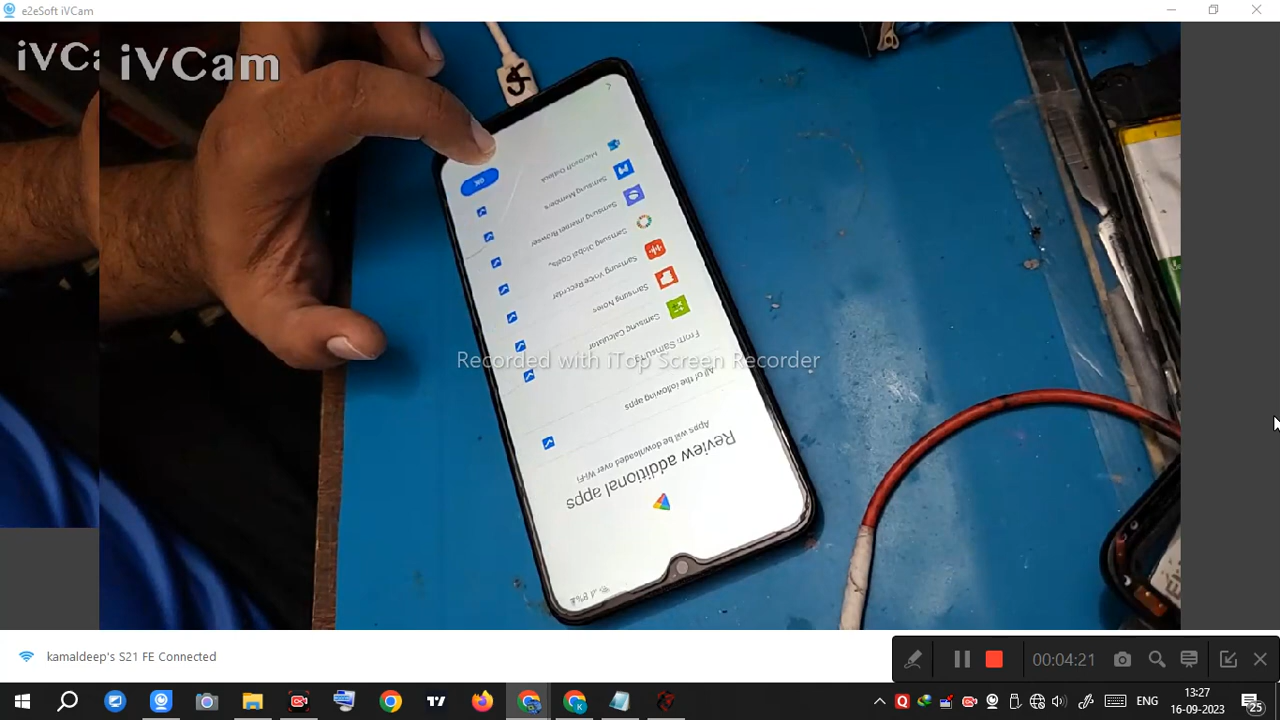 e2eSoft iVCam
iVCa
iVCam
Review additional apps
Apps will be downloaded over Wi-Fi
All of the following apps
From: Samsung
Samsung Calculator
Samsung Notes
Samsung Voice Recorder
Samsung Global Goals
Samsung Internet Browser
Samsung Members
Microsoft Outlook
OK
Recorded with iTop Screen Recorder
kamaldeep's S21 FE Connected
00:04:21
ENG
13:27
16-09-2023
25